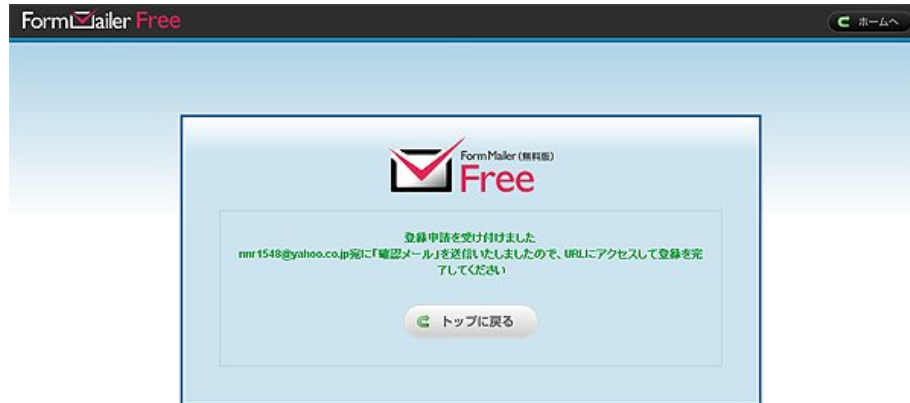 FormMailer Free
ホームへ
FormMailer (無料版)
Free
登録申請を受け付けました
nnr1548@yahoo.co.jp宛に「確認メール」を送信いたしましたので、URLにアクセスして登録を完
了してください
トップに戻る